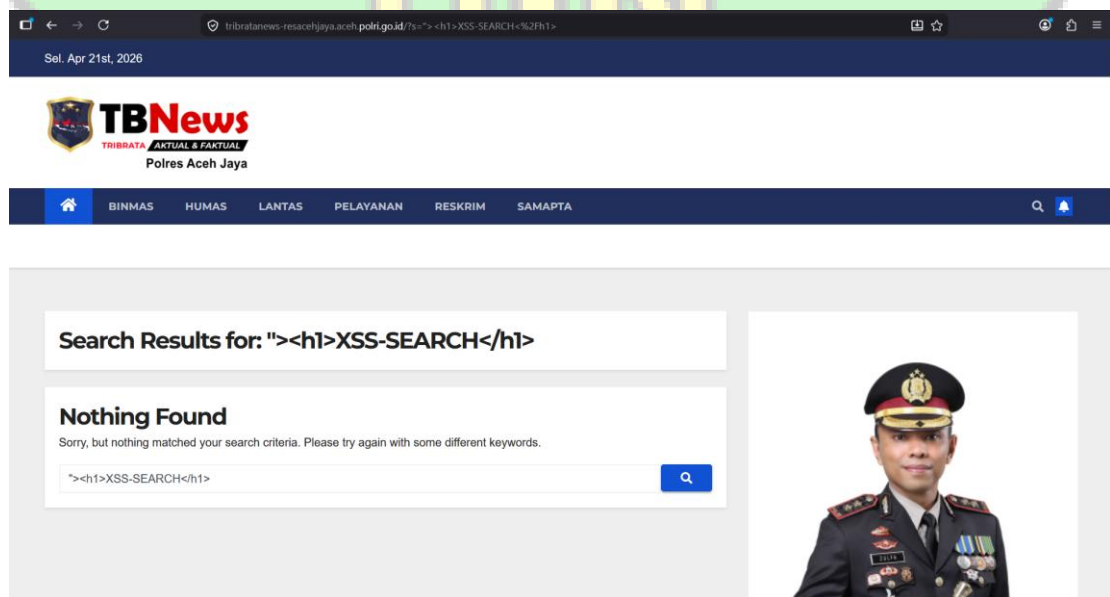 tribratanews-resacehjaya.aceh.polri.go.id/?s="><h1>XSS-SEARCH<%2Fh1>
Sel. Apr 21st, 2026
TBNews
TRIBRATA AKTUAL & FAKTUAL
Polres Aceh Jaya
BINMAS HUMAS LANTAS PELAYANAN RESKRIM SAMAPTA
Search Results for: "><h1>XSS-SEARCH</h1>
Nothing Found
Sorry, but nothing matched your search criteria. Please try again with some different keywords.
"><h1>XSS-SEARCH</h1>
ZULFA